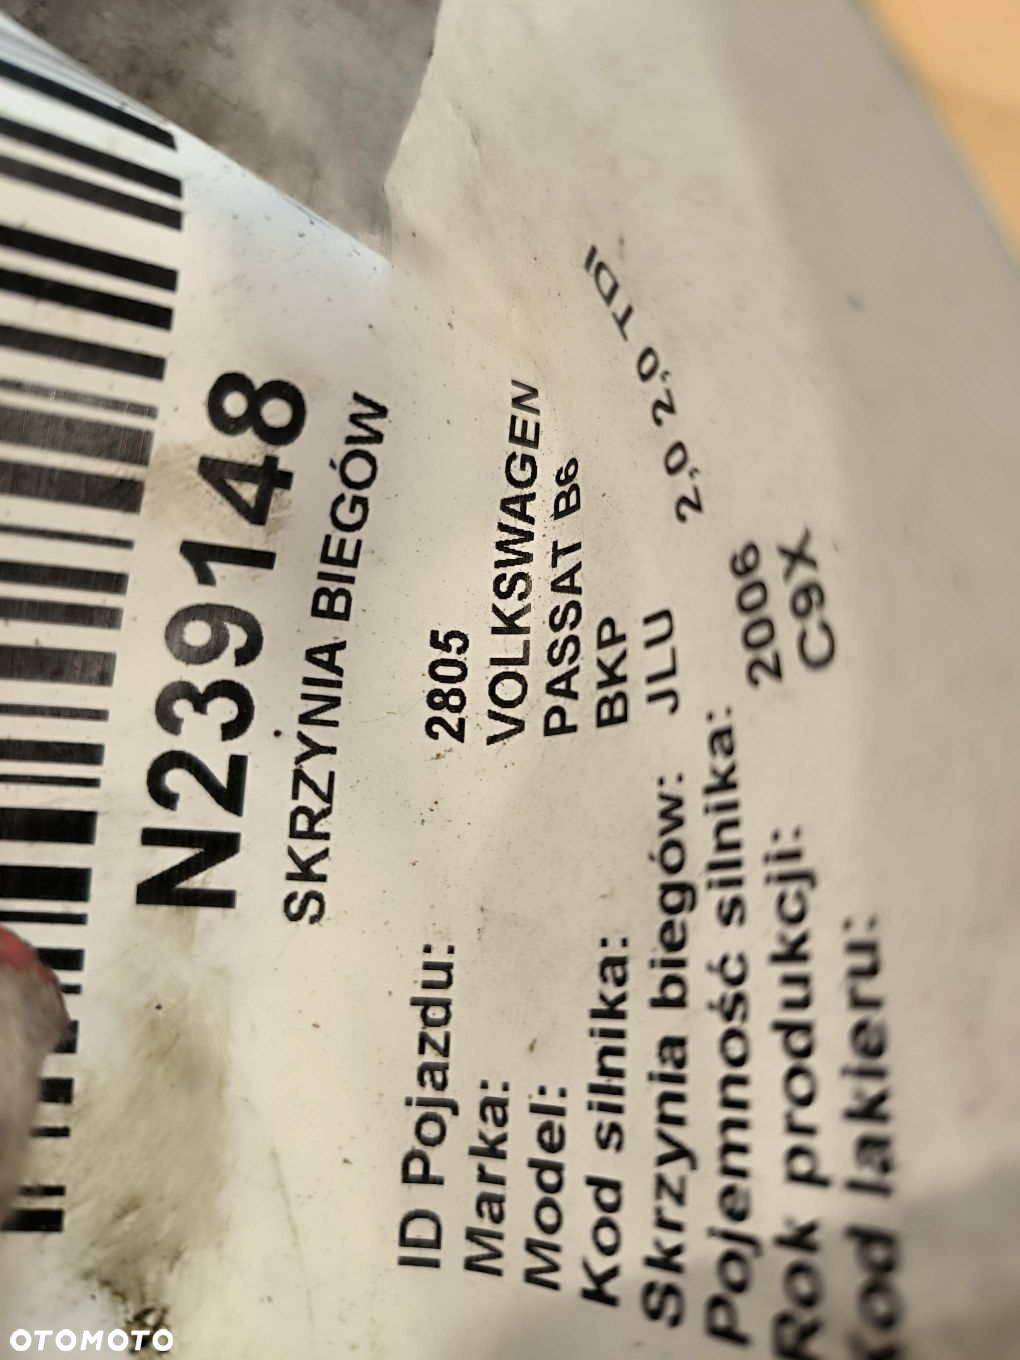 N239148
SKRZYNIA BIEGÓW
ID Pojazdu: 2805
Marka: VOLKSWAGEN
Model: PASSAT B6
Kod silnika: BKP
Skrzynia biegów: JLU
Pojemność silnika: 2,0 2,0 TDI
Rok produkcji: 2006
Kod lakieru: C9X
OTOMOTO